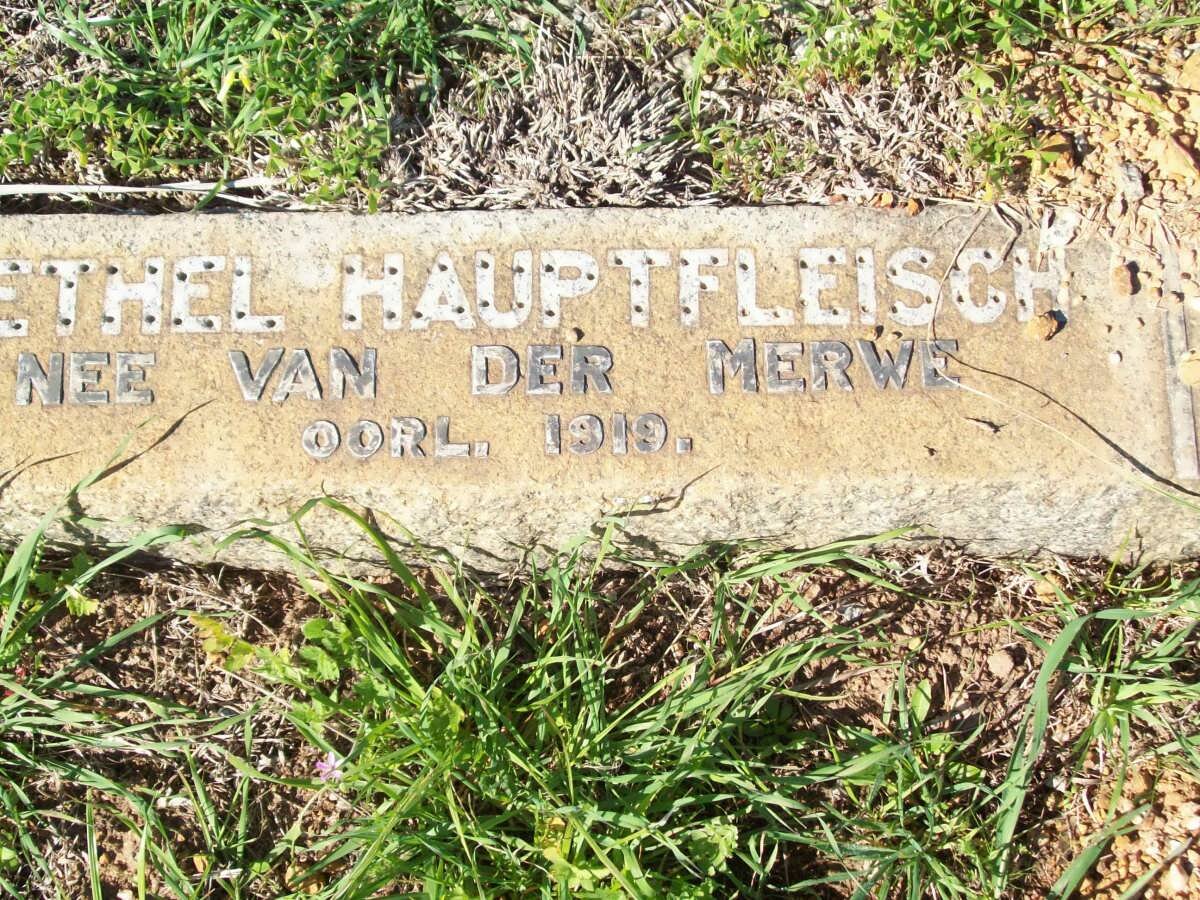 ETHEL HAUPTFLEISCH
NEE VAN DER MERWE
OORL. 1919.